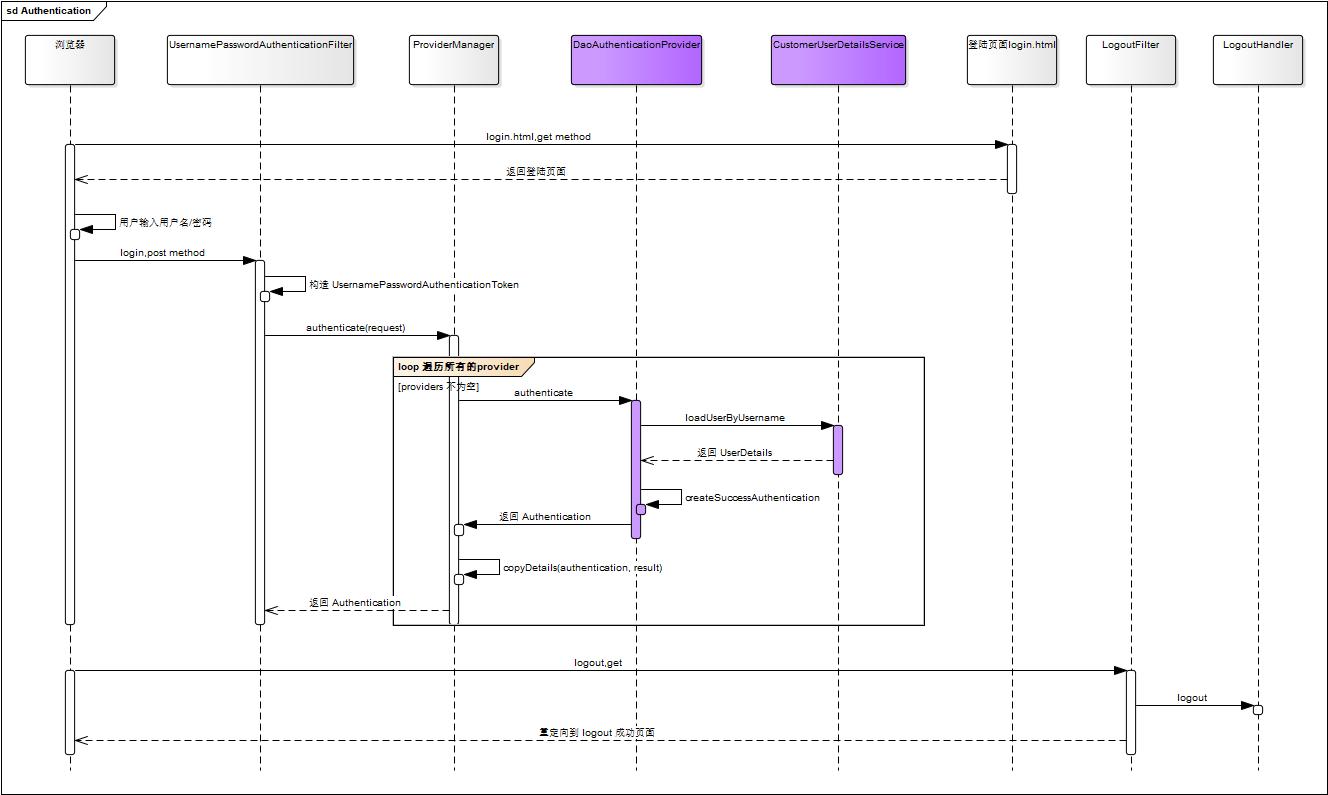 sd Authentication
浏览器
UsernamePasswordAuthenticationFilter
ProviderManager
DaoAuthenticationProvider
CustomerUserDetailsService
登陆页面login.html
LogoutFilter
LogoutHandler
login.html,get method
返回登陆页面
用户输入用户名/密码
login,post method
构造 UsernamePasswordAuthenticationToken
authenticate(request)
loop 遍历所有的provider
[providers 不为空]
authenticate
loadUserByUsername
返回 UserDetails
createSuccessAuthentication
返回 Authentication
copyDetails(authentication, result)
返回 Authentication
logout,get
logout
重定向到 logout 成功页面